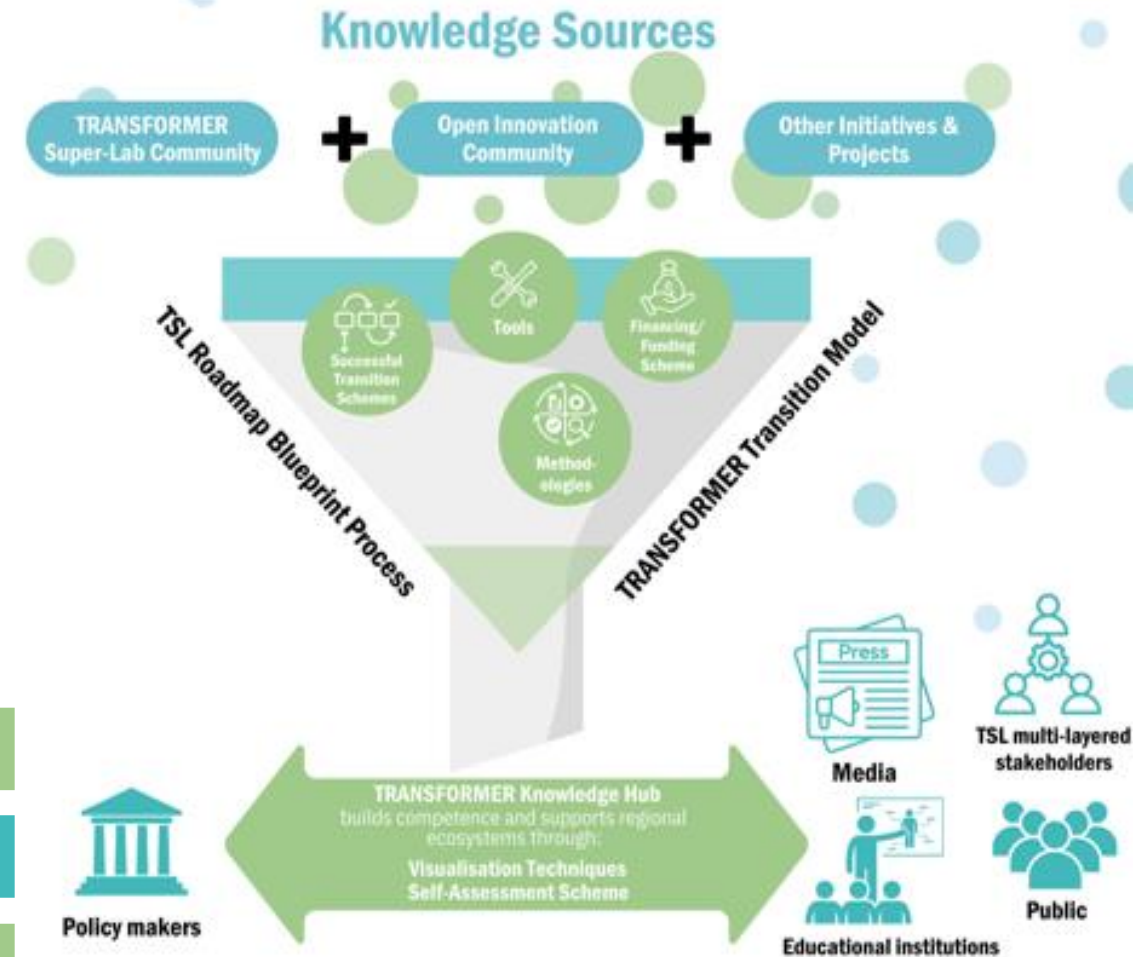 Knowledge Sources
TRANSFORMER
Super-Lab Community
Open Innovation
Community
Other Initiatives &
Projects
TSL Roadmap Blueprint Process
TRANSFORMER Transition Model
Successful
Transition
Schemes
Tools
Financing/
Funding
Scheme
Method-
ologies
TRANSFORMER Knowledge Hub
builds competence and supports regional
ecosystems through:
Visualisation Techniques
Self-Assessment Scheme
Policy makers
Press
Media
TSL multi-layered
stakeholders
Educational institutions
Public